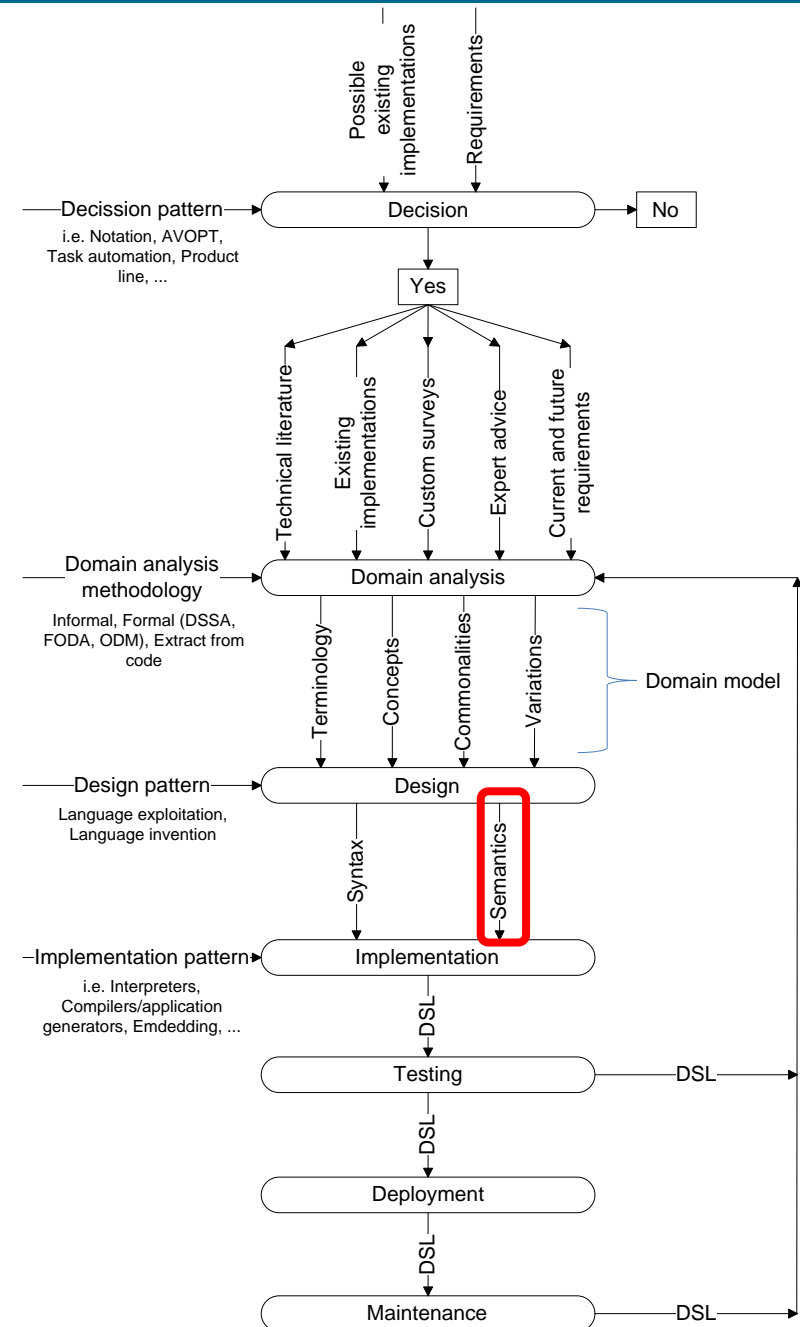 Possible
existing
implementations
Requirements
Decission pattern
i.e. Notation, AVOPT,
Task automation, Product
line, ...
Decision
No
Yes
Technical literature
Existing
implementations
Custom surveys
Expert advice
Current and future
requirements
Domain analysis
methodology
Informal, Formal (DSSA,
FODA, ODM), Extract from
code
Domain analysis
Terminology
Concepts
Commonalities
Variations
Domain model
Design pattern
Language exploitation,
Language invention
Design
Syntax
Semantics
Implementation pattern
i.e. Interpreters,
Compilers/application
generators, Emdedding, ...
Implementation
DSL
Testing
DSL
DSL
Deployment
DSL
Maintenance
DSL